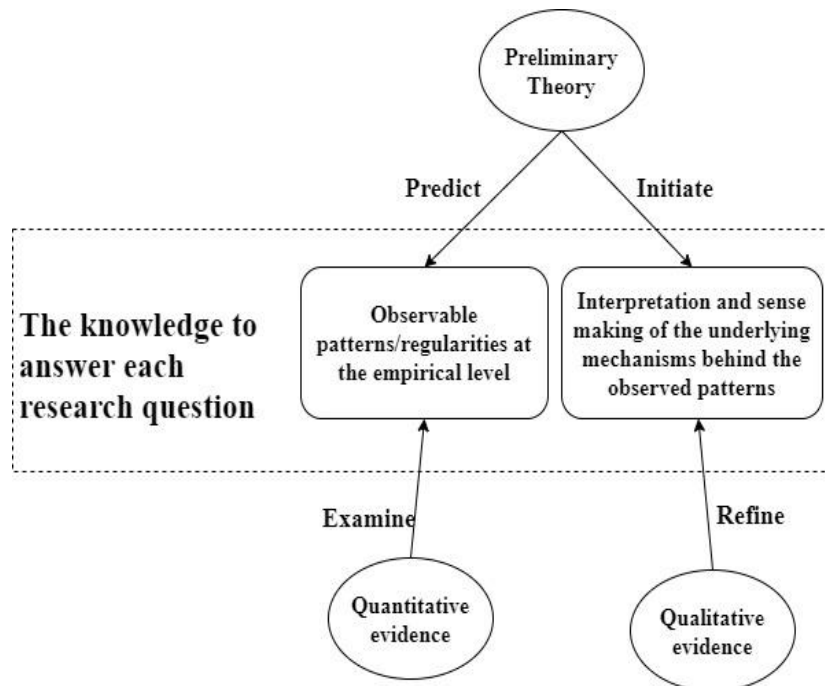 Preliminary
Theory
Predict
Initiate
The knowledge to
answer each
research question
Observable
patterns/regularities at
the empirical level
Interpretation and sense
making of the underlying
mechanisms behind the
observed patterns
Examine
Refine
Quantitative
evidence
Qualitative
evidence